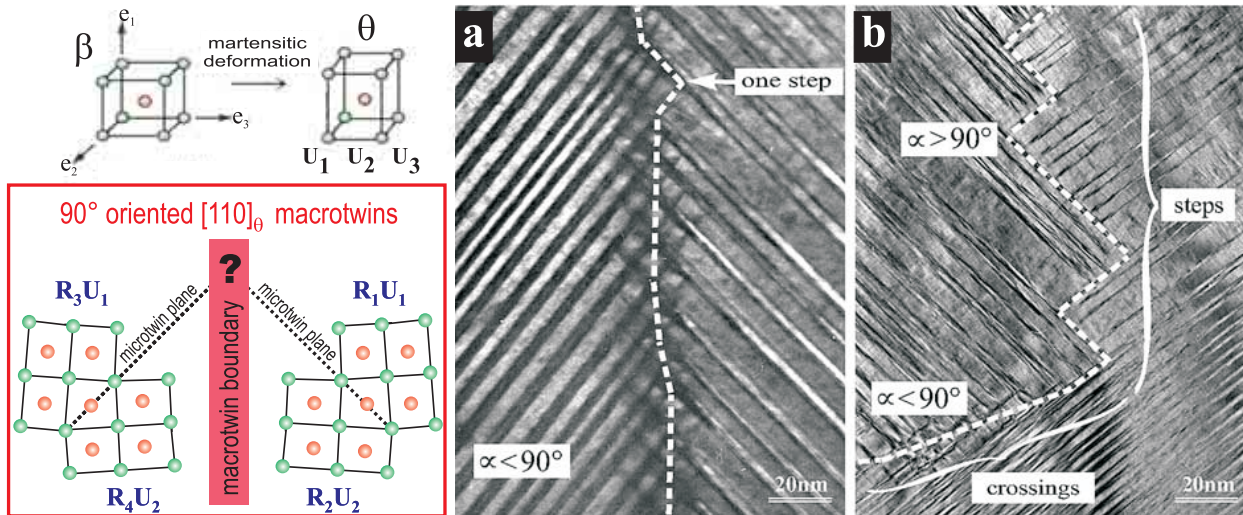 e₁
β
martensitic
deformation
θ
e₃
e₂
U₁ U₂ U₃
90° oriented [110]θ macrotwins
?
R₃U₁
R₁U₁
microtwin plane
microtwin plane
macrotwin boundary
R₄U₂
R₂U₂
a
one step
∝<90°
20nm
b
∝>90°
steps
∝<90°
crossings
20nm